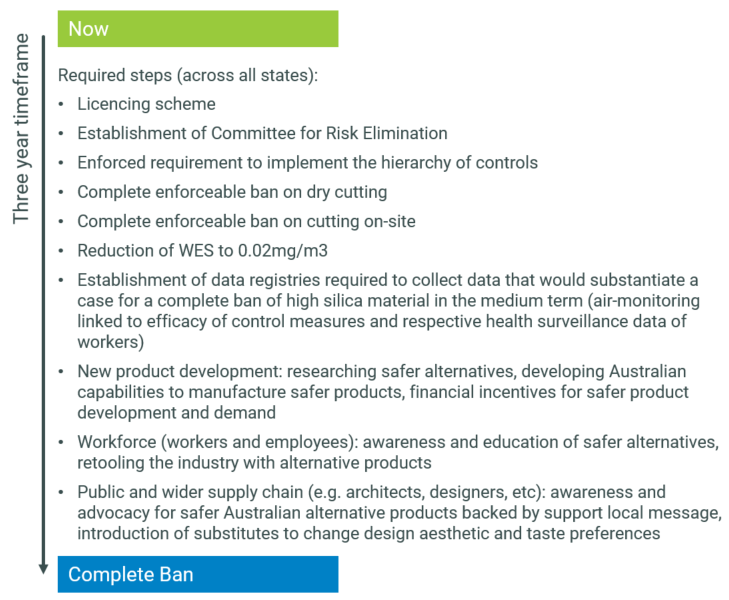 Now
Three year timeframe
Required steps (across all states):
• Licencing scheme
• Establishment of Committee for Risk Elimination
• Enforced requirement to implement the hierarchy of controls
• Complete enforceable ban on dry cutting
• Complete enforceable ban on cutting on-site
• Reduction of WES to 0.02mg/m3
• Establishment of data registries required to collect data that would substantiate a
case for a complete ban of high silica material in the medium term (air-monitoring
linked to efficacy of control measures and respective health surveillance data of
workers)
• New product development: researching safer alternatives, developing Australian
capabilities to manufacture safer products, financial incentives for safer product
development and demand
• Workforce (workers and employees): awareness and education of safer alternatives,
retooling the industry with alternative products
• Public and wider supply chain (e.g. architects, designers, etc): awareness and
advocacy for safer Australian alternative products backed by support local message,
introduction of substitutes to change design aesthetic and taste preferences
Complete Ban